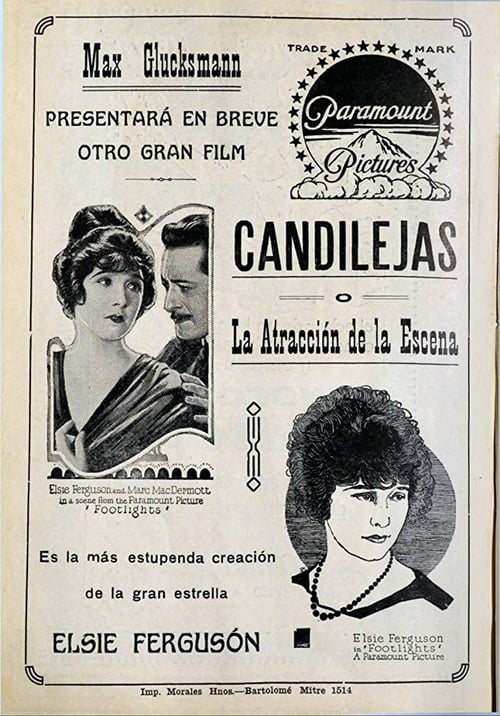 Max Glucksmann
PRESENTARÁ EN BREVE
OTRO GRAN FILM
TRADE MARK
Paramount
Pictures
CANDILEJAS
O
La Atracción de la Escena
Elsie Ferguson and Marc MacDermott
in a scene from the Paramount Picture
'Footlights'
Es la más estupenda creación
de la gran estrella
ELSIE FERGUSÓN
Elsie Ferguson
in 'Footlights'
A Paramount Picture
Imp. Morales Hnos.—Bartolomé Mitre 1514